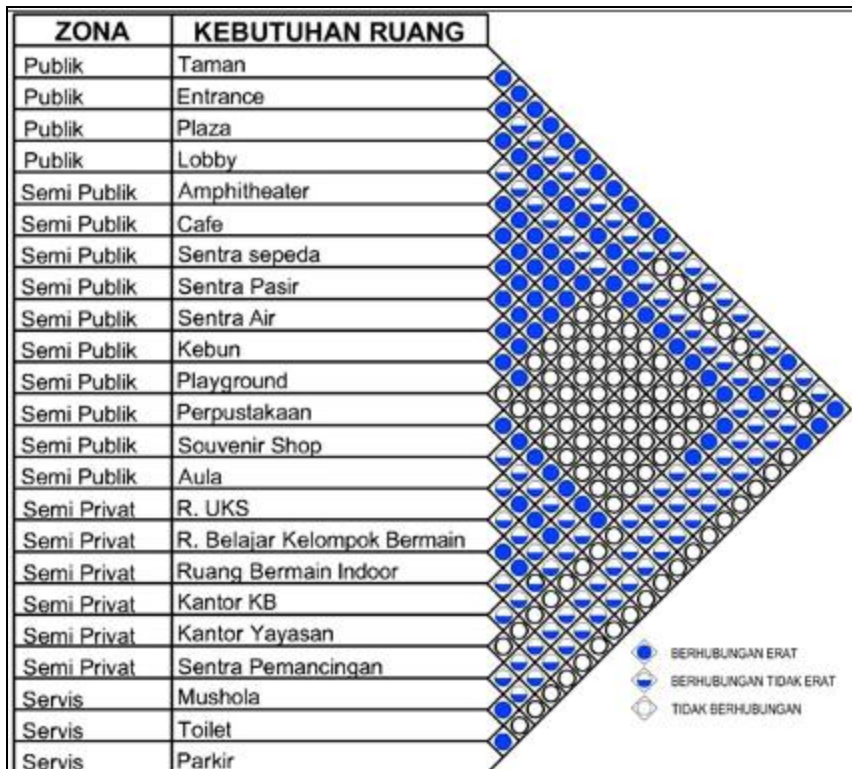 ZONA KEBUTUHAN RUANG
Publik Taman
Publik Entrance
Publik Plaza
Publik Lobby
Semi Publik Amphitheater
Semi Publik Cafe
Semi Publik Sentra sepeda
Semi Publik Sentra Pasir
Semi Publik Sentra Air
Semi Publik Kebun
Semi Publik Playground
Semi Publik Perpustakaan
Semi Publik Souvenir Shop
Semi Publik Aula
Semi Privat R. UKS
Semi Privat R. Belajar Kelompok Bermain
Semi Privat Ruang Bermain Indoor
Semi Privat Kantor KB
Semi Privat Kantor Yayasan
Semi Privat Sentra Pemancingan
Servis Mushola
Servis Toilet
Servis Parkir
BERHUBUNGAN ERAT
BERHUBUNGAN TIDAK ERAT
TIDAK BERHUBUNGAN